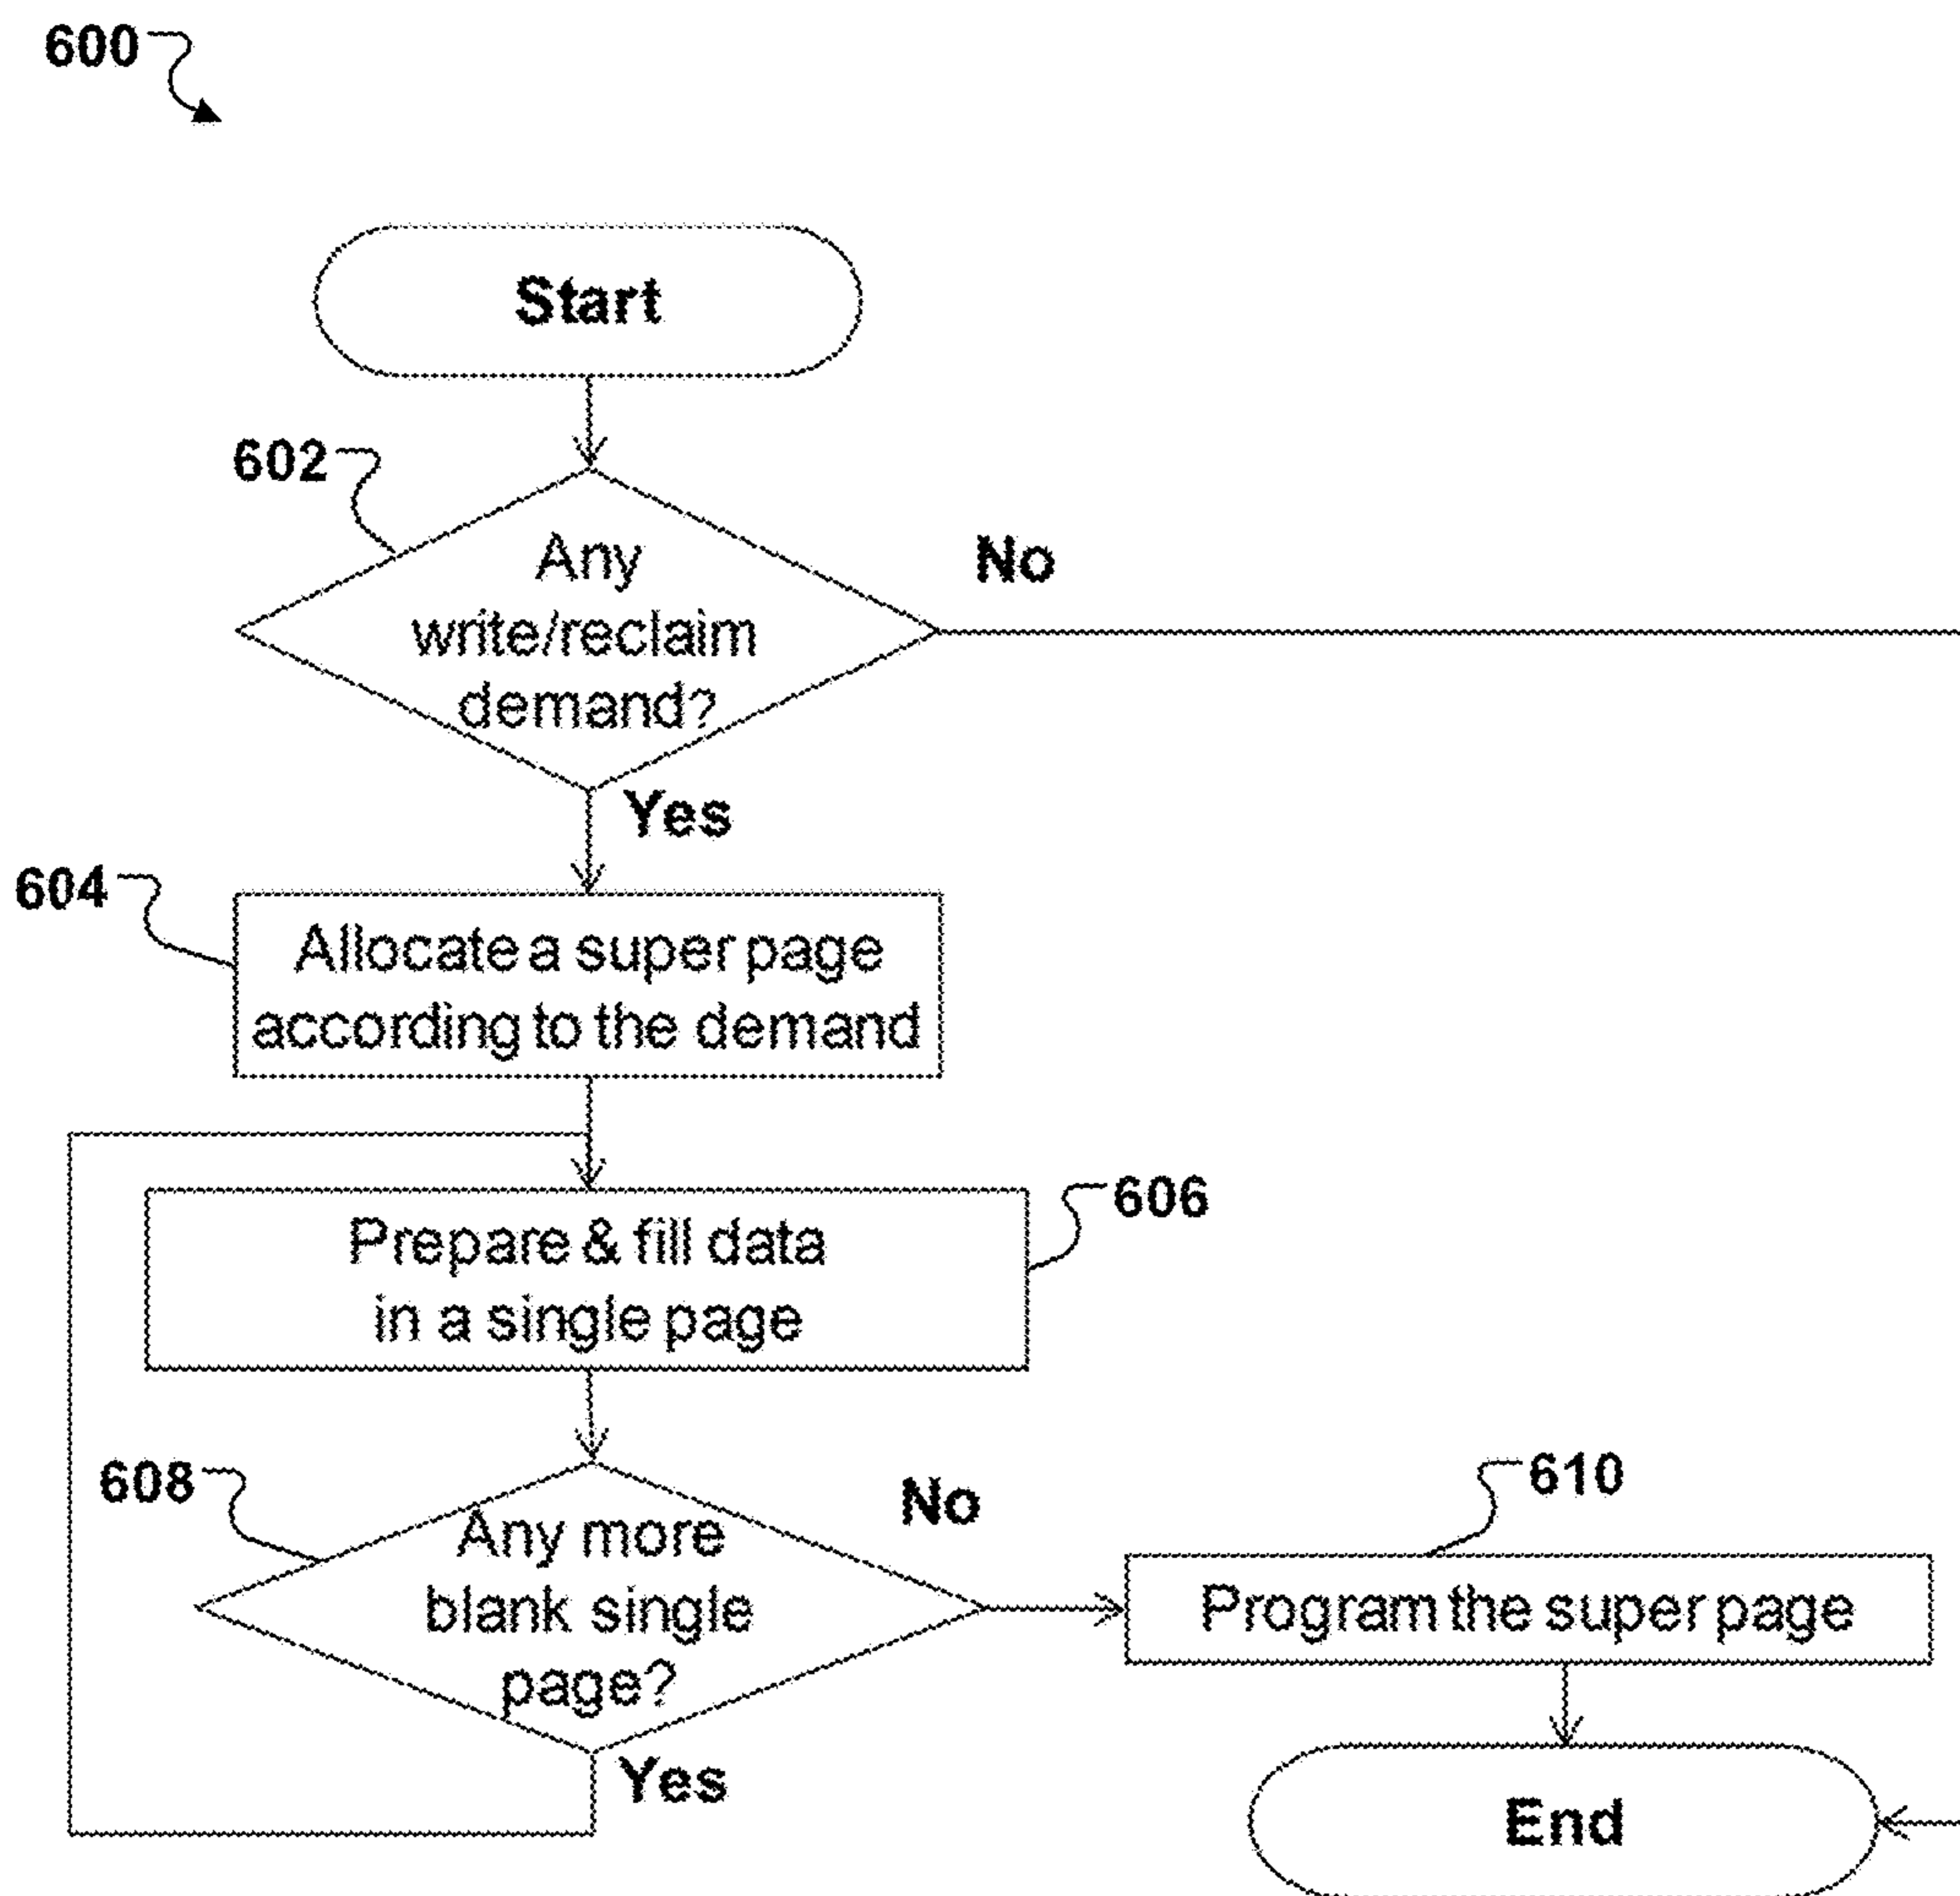 600
Start
602
Any
write/reclaim
demand?
No
Yes
604
Allocate a super page
according to the demand
Prepare & fill data
in a single page
606
608
Any more
blank single
page?
No
Yes
610
Program the super page
End